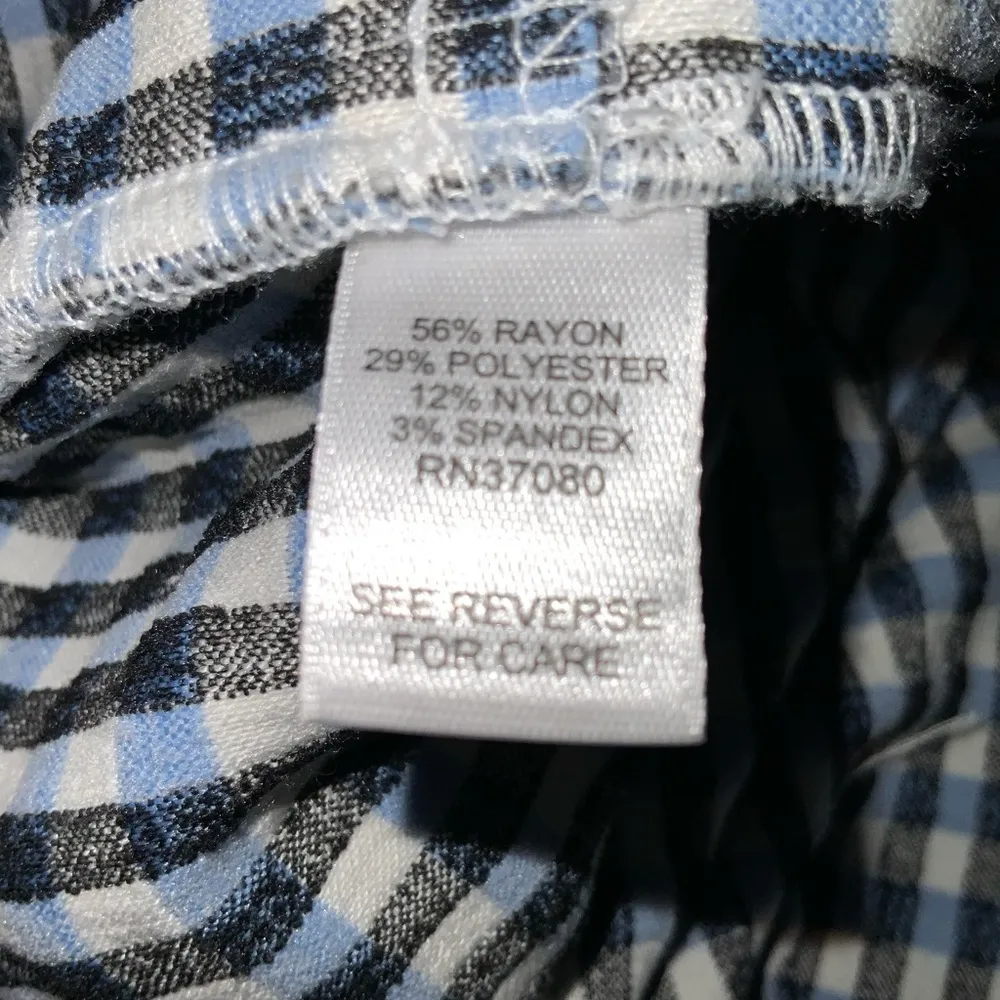 56% RAYON
29% POLYESTER
12% NYLON
3% SPANDEX
RN37080
SEE REVERSE
FOR CARE